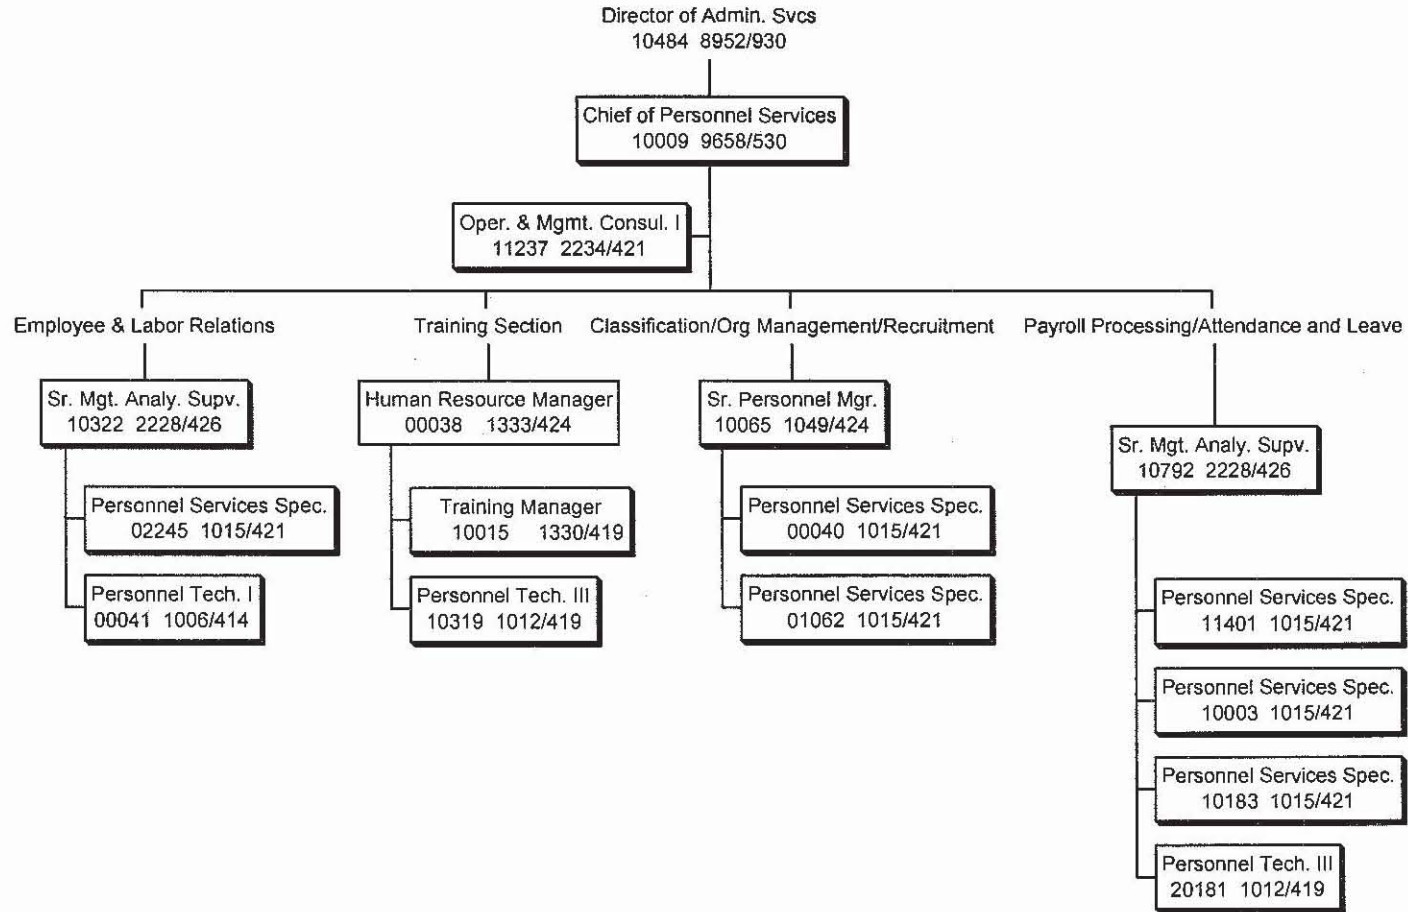 Director of Admin. Svcs
10484 8952/930
Chief of Personnel Services
10009 9658/530
Oper. & Mgmt. Consul. I
11237 2234/421
Employee & Labor Relations
Sr. Mgt. Analy. Supv.
10322 2228/426
Personnel Services Spec.
02245 1015/421
Personnel Tech. I
00041 1006/414
Training Section
Human Resource Manager
00038 1333/424
Training Manager
10015 1330/419
Personnel Tech. III
10319 1012/419
Classification/Org Management/Recruitment
Sr. Personnel Mgr.
10065 1049/424
Personnel Services Spec.
00040 1015/421
Personnel Services Spec.
01062 1015/421
Payroll Processing/Attendance and Leave
Sr. Mgt. Analy. Supv.
10792 2228/426
Personnel Services Spec.
11401 1015/421
Personnel Services Spec.
10003 1015/421
Personnel Services Spec.
10183 1015/421
Personnel Tech. III
20181 1012/419